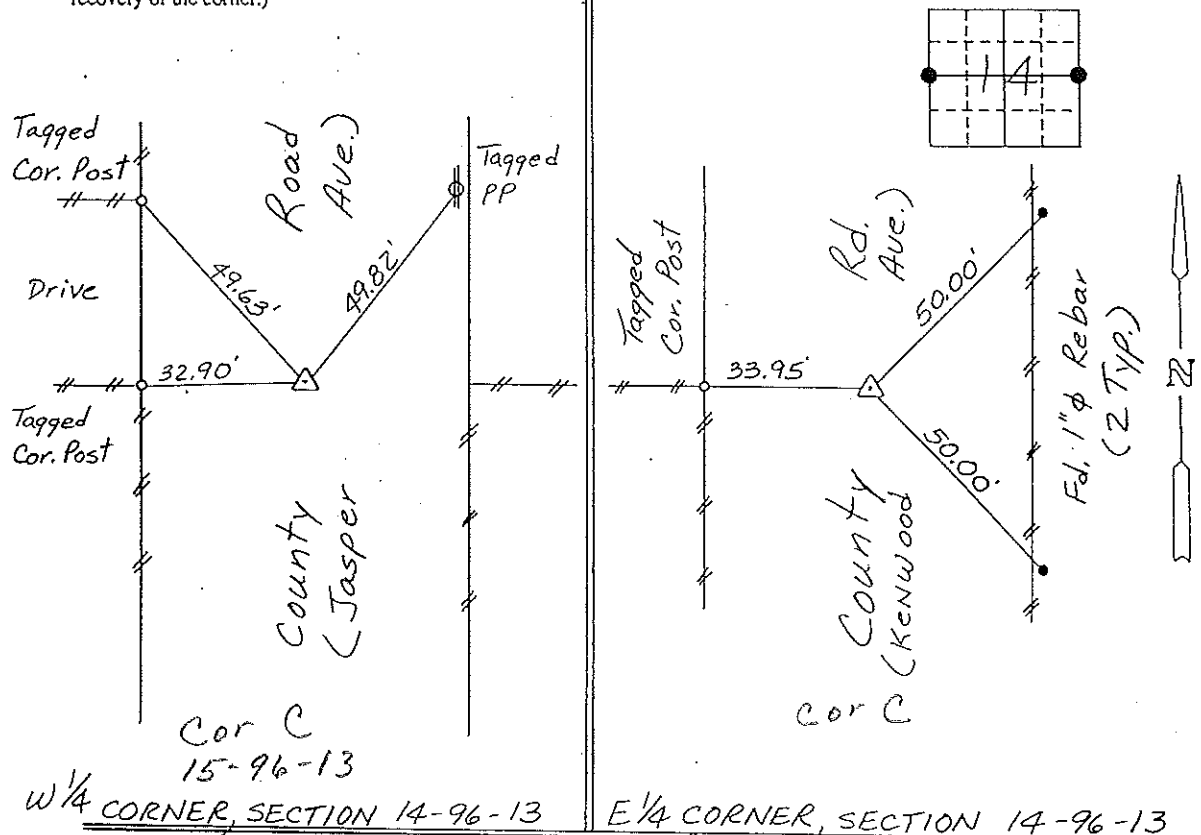 recovery of the corner.)
14
Tagged
Cor. Post
Drive
Tagged
Cor. Post
49.63'
32.90'
49.82'
Tagged
PP
County Road
(Jasper Ave.)
Cor C
15-96-13
W 1/4 CORNER, SECTION 14-96-13
Tagged
Cor. Post
33.95'
50.00'
50.00'
County Rd.
(Kenwood Ave.)
Fd. 1"ϕ Rebar
(2 Typ.)
N
Cor C
E 1/4 CORNER, SECTION 14-96-13